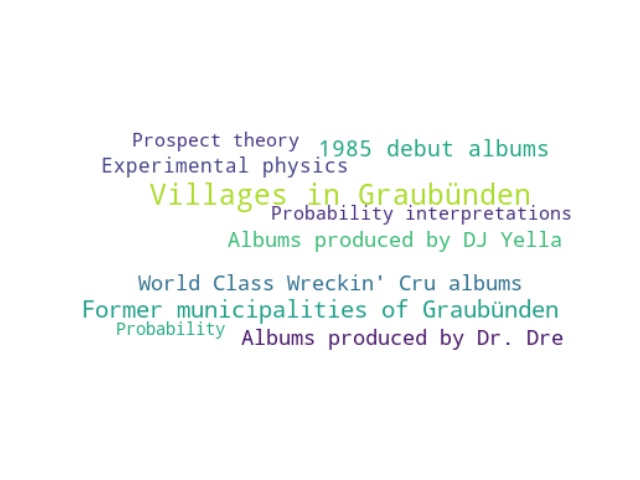 Prospect theory
1985 debut albums
Experimental physics
Villages in Graubünden
Probability interpretations
Albums produced by DJ Yella
World Class Wreckin' Cru albums
Former municipalities of Graubünden
Probability
Albums produced by Dr. Dre